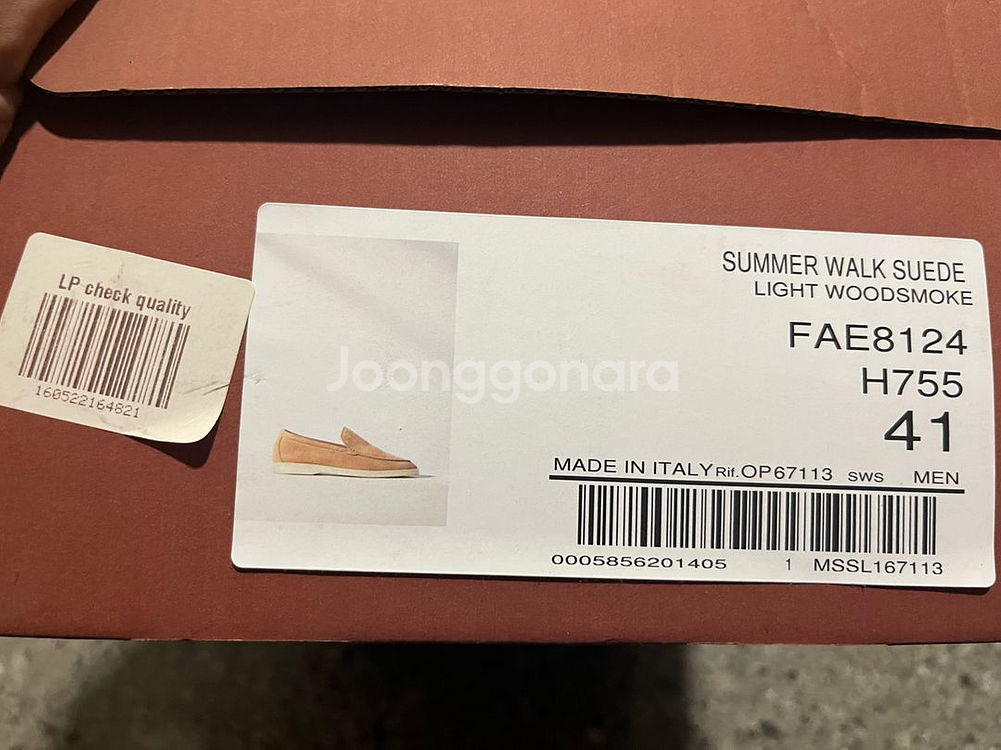 LP check quality
160522164821
SUMMER WALK SUEDE
LIGHT WOODSMOKE
FAE8124
H755
41
MADE IN ITALY Rif.OP67113 SWS MEN
0005856201405 1 MSSL167113
Joonggonara